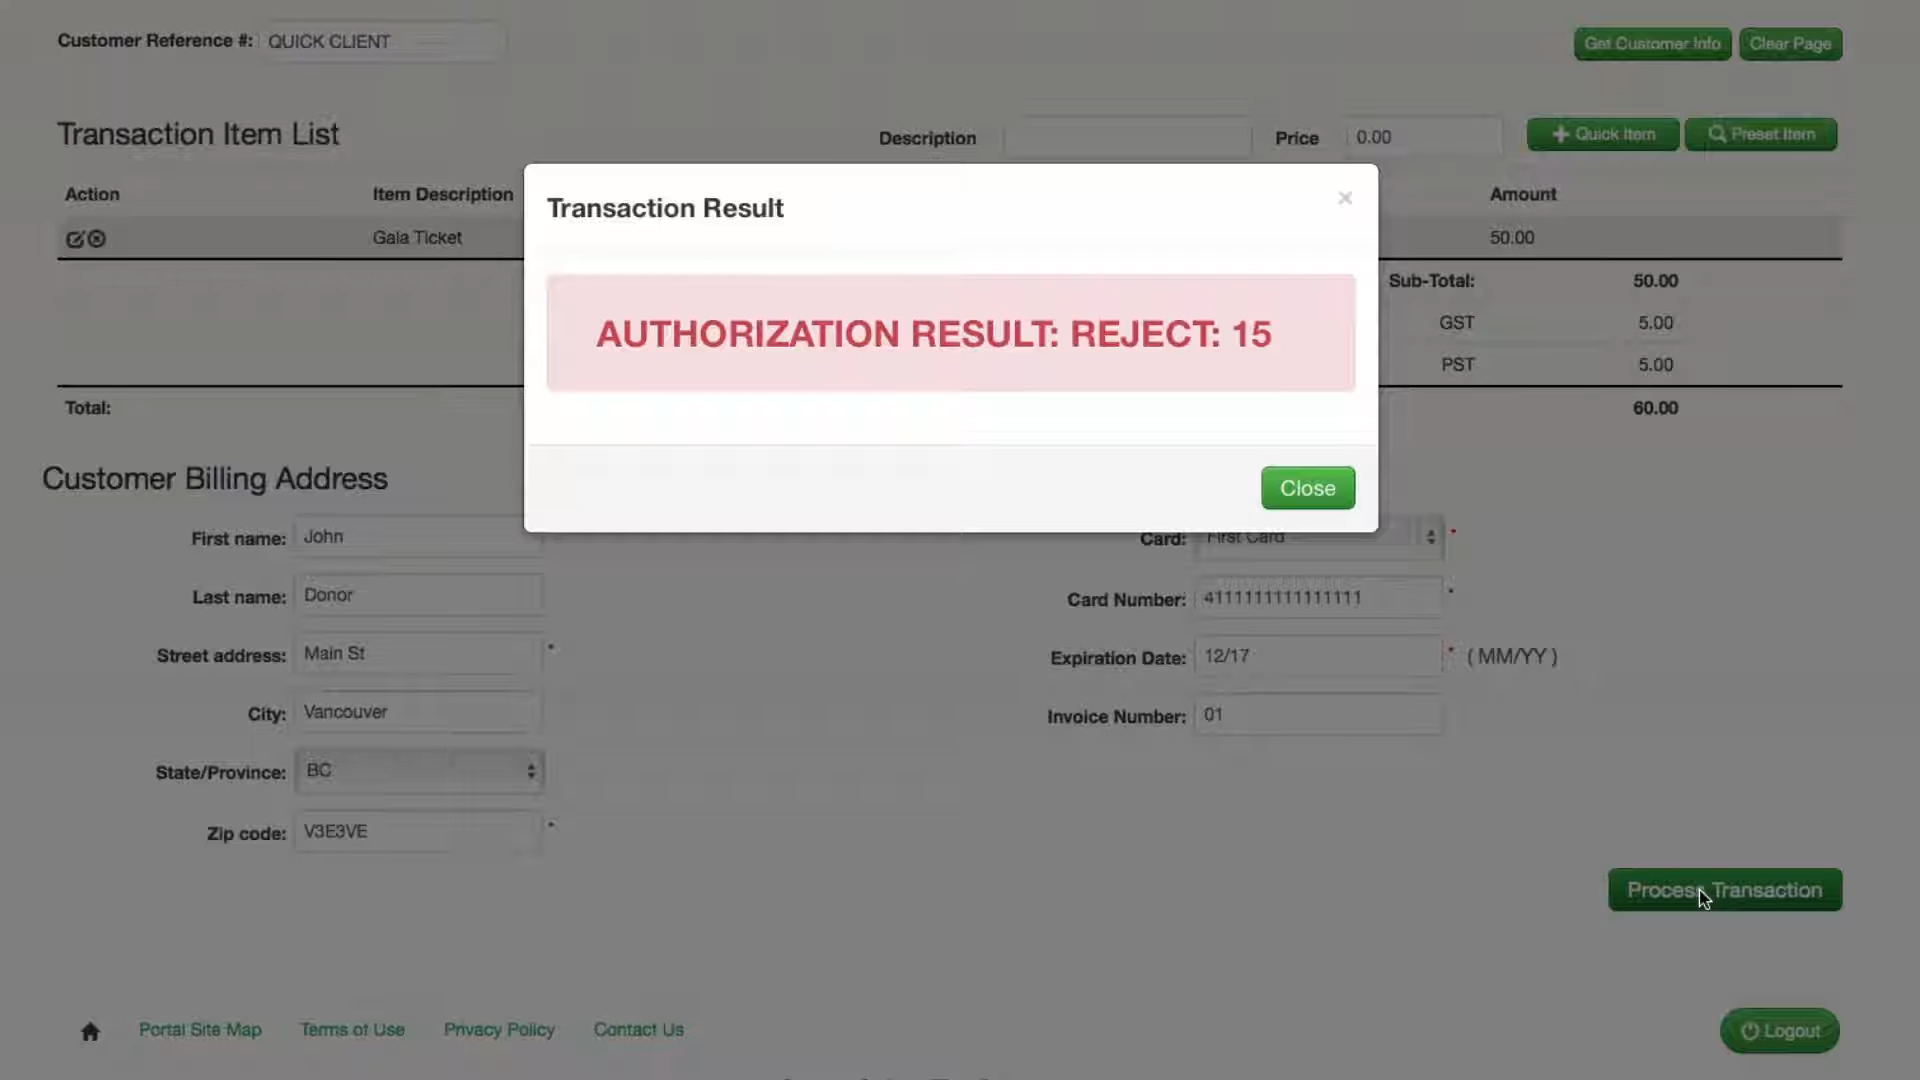 Customer Reference #: QUICK CLIENT Get Customer Info Clear Page
Transaction Item List Description Price 0.00 Quick Item Preset Item
Action Item Description Amount
Gala Ticket 50.00
Transaction Result ×
AUTHORIZATION RESULT: REJECT: 15
Close
Sub-Total: 50.00
GST 5.00
PST 5.00
Total: 60.00
Customer Billing Address
First name: John Card: First Card *
Last name: Donor Card Number: 4111111111111111 *
Street address: Main St * Expiration Date: 12/17 * ( MM/YY )
City: Vancouver Invoice Number: 01
State/Province: BC
Zip code: V3E3VE *
Process Transaction
Portal Site Map Terms of Use Privacy Policy Contact Us Logout